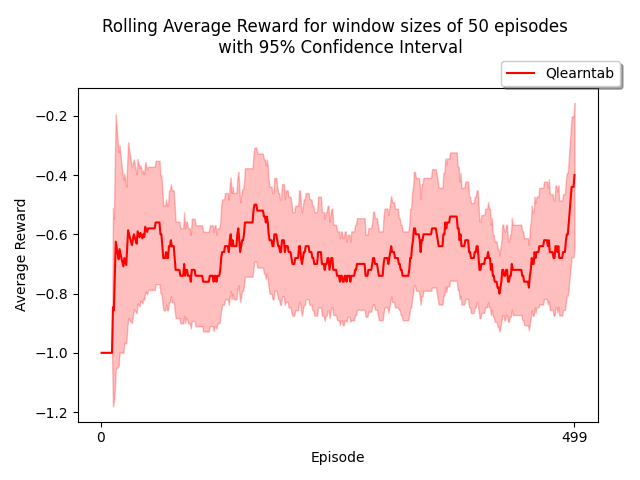 Rolling Average Reward for window sizes of 50 episodes
with 95% Confidence Interval
Qlearntab
−0.2
−0.4
−0.6
−0.8
−1.0
−1.2
Average Reward
0
499
Episode